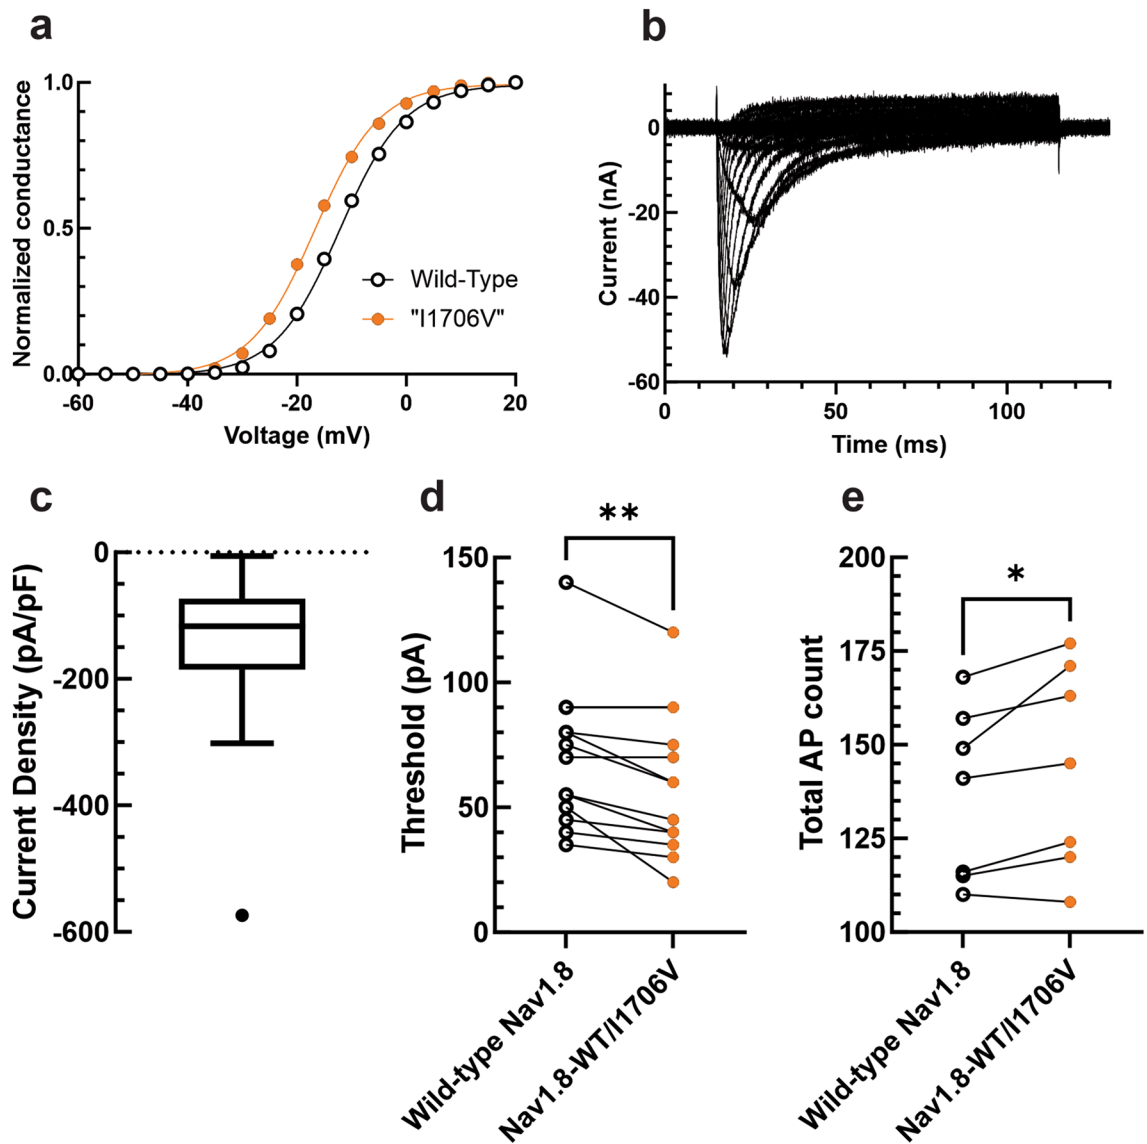 a
1.0
0.5
0.0
Normalized conductance
-60
-40
-20
0
20
Voltage (mV)
Wild-Type
"I1706V"
b
0
-20
-40
-60
Current (nA)
0
50
100
Time (ms)
c
0
-200
-400
-600
Current Density (pA/pF)
d
**
150
100
50
0
Threshold (pA)
Wild-type Nav1.8
Nav1.8-WT/I1706V
e
*
200
175
150
125
100
Total AP count
Wild-type Nav1.8
Nav1.8-WT/I1706V